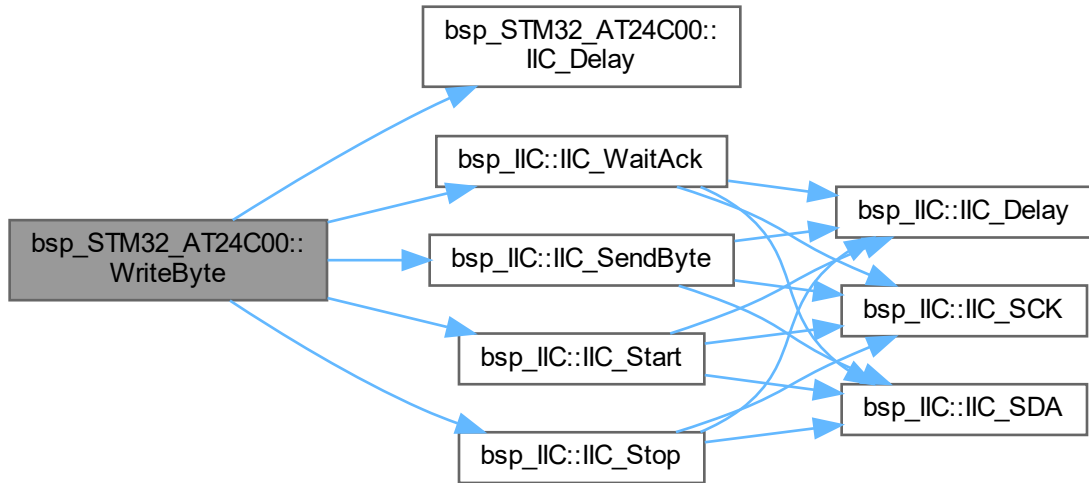 bsp_STM32_AT24C00::
IIC_Delay
bsp_IIC::IIC_WaitAck
bsp_IIC::IIC_Delay
bsp_STM32_AT24C00::
WriteByte
bsp_IIC::IIC_SendByte
bsp_IIC::IIC_SCK
bsp_IIC::IIC_Start
bsp_IIC::IIC_SDA
bsp_IIC::IIC_Stop